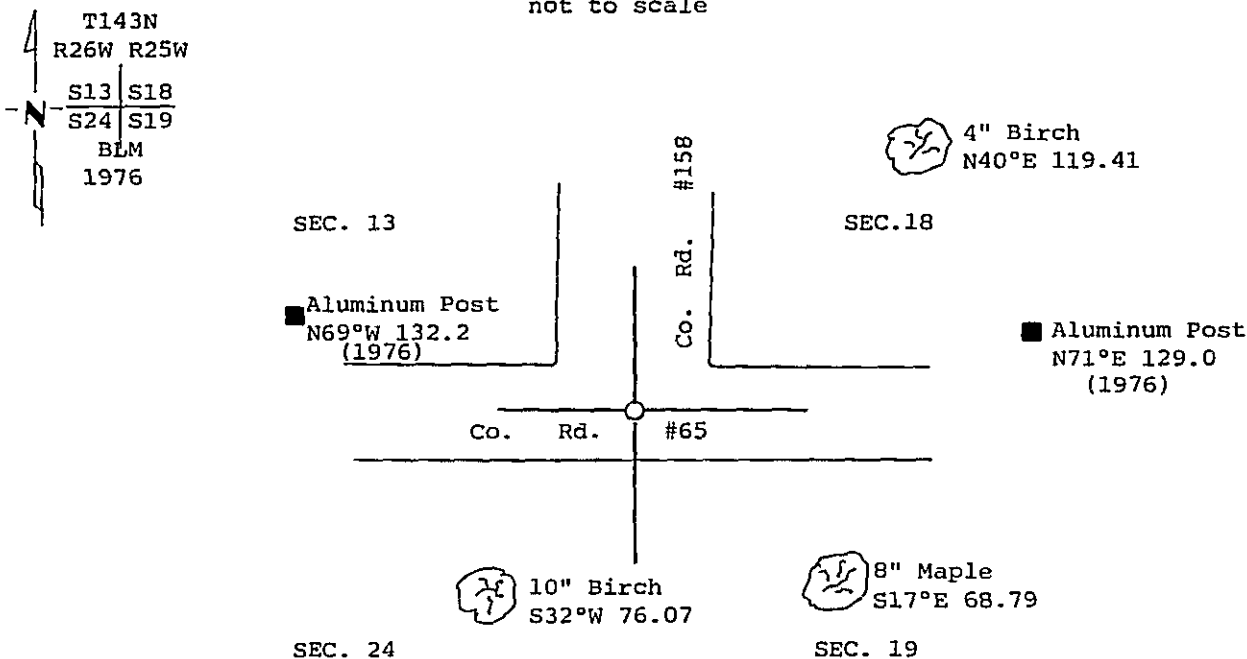 not to scale
T143N
R26W R25W
S13 S18
N
S24 S19
BLM
1976
4" Birch
N40°E 119.41
Co. Rd. #158
SEC. 13
SEC.18
Aluminum Post
N69°W 132.2
(1976)
Aluminum Post
N71°E 129.0
(1976)
Co. Rd. #65
10" Birch
S32°W 76.07
8" Maple
S17°E 68.79
SEC. 24
SEC. 19